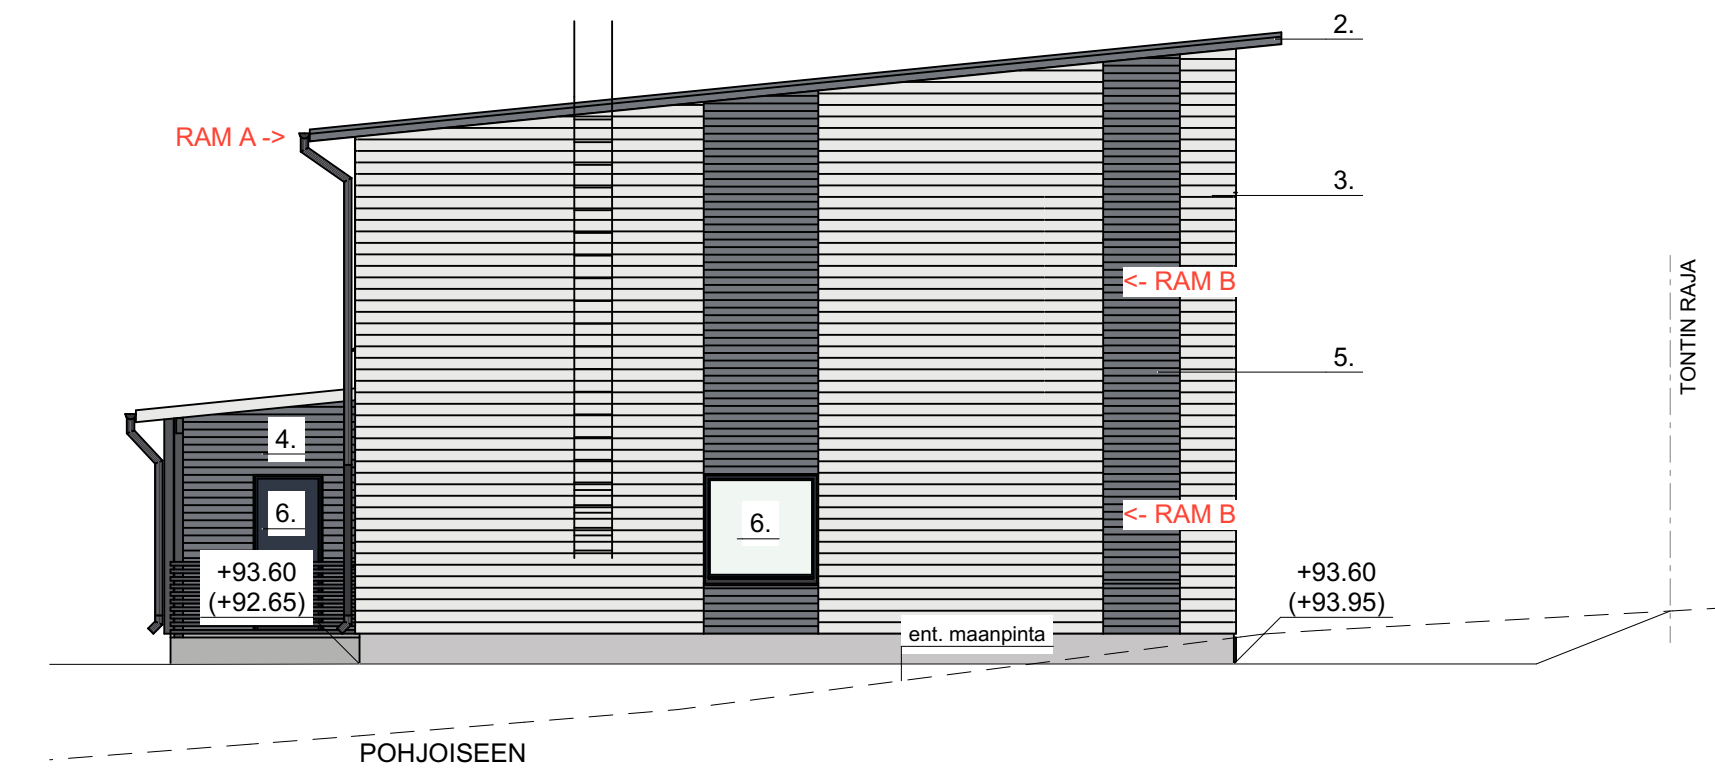 2.
RAM A ->
3.
<- RAM B
TONTIN RAJA
5.
4.
6.
6.
<- RAM B
+93.60
(+92.65)
+93.60
(+93.95)
ent. maanpinta
POHJOISEEN